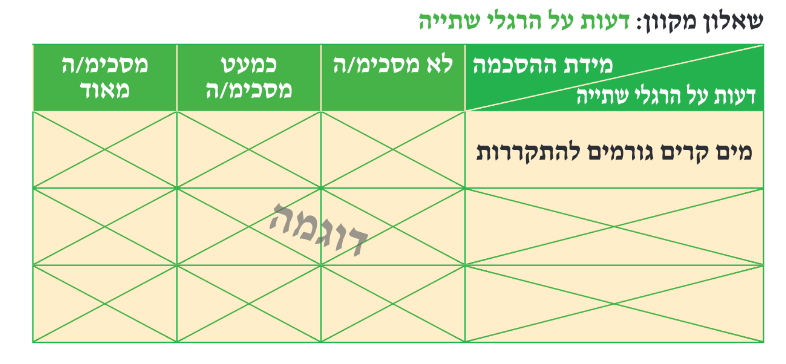 שאלון מקוון: דעות על הרגלי שתייה
מידת ההסכמה
דעות על הרגלי שתייה
לא מסכימ/ה
כמעט
מסכימ/ה
מסכימ/ה
מאוד
מים קרים גורמים להתקררות
דוגמה